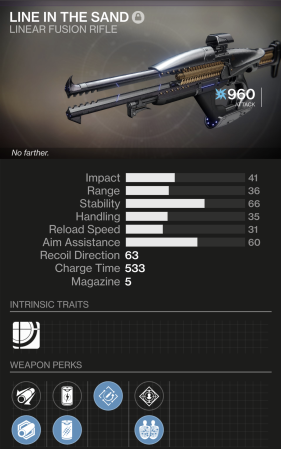 LINE IN THE SAND
LINEAR FUSION RIFLE
960
ATTACK
No farther.
Impact 41
Range 36
Stability 66
Handling 35
Reload Speed 31
Aim Assistance 60
Recoil Direction 63
Charge Time 533
Magazine 5
INTRINSIC TRAITS
WEAPON PERKS